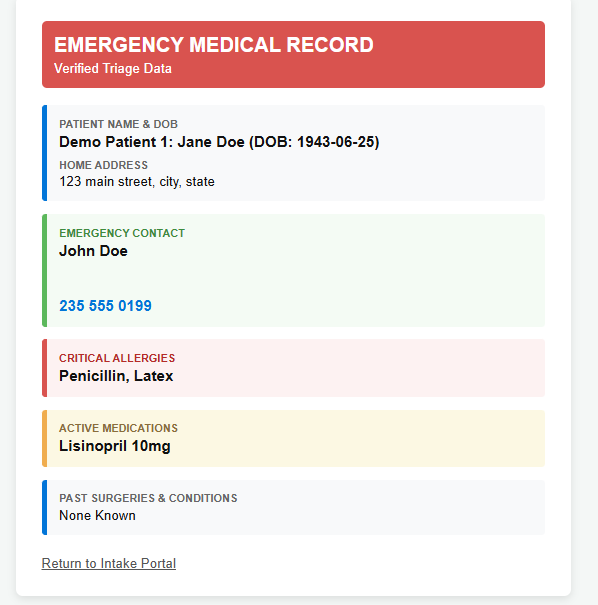 EMERGENCY MEDICAL RECORD
Verified Triage Data
PATIENT NAME & DOB
Demo Patient 1: Jane Doe (DOB: 1943-06-25)
HOME ADDRESS
123 main street, city, state
EMERGENCY CONTACT
John Doe
235 555 0199
CRITICAL ALLERGIES
Penicillin, Latex
ACTIVE MEDICATIONS
Lisinopril 10mg
PAST SURGERIES & CONDITIONS
None Known
Return to Intake Portal